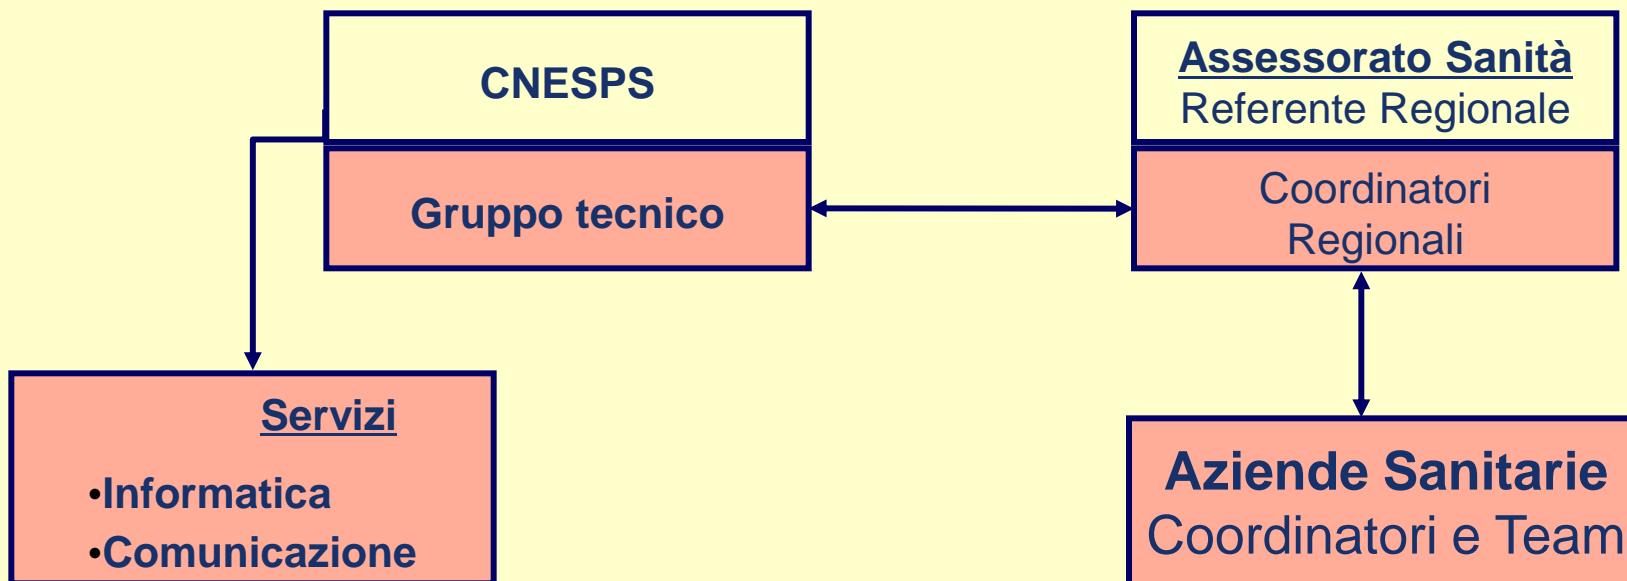 CNESPS
Gruppo tecnico
Assessorato Sanità
Referente Regionale
Coordinatori
Regionali
Servizi
•Informatica
•Comunicazione
Aziende Sanitarie
Coordinatori e Team